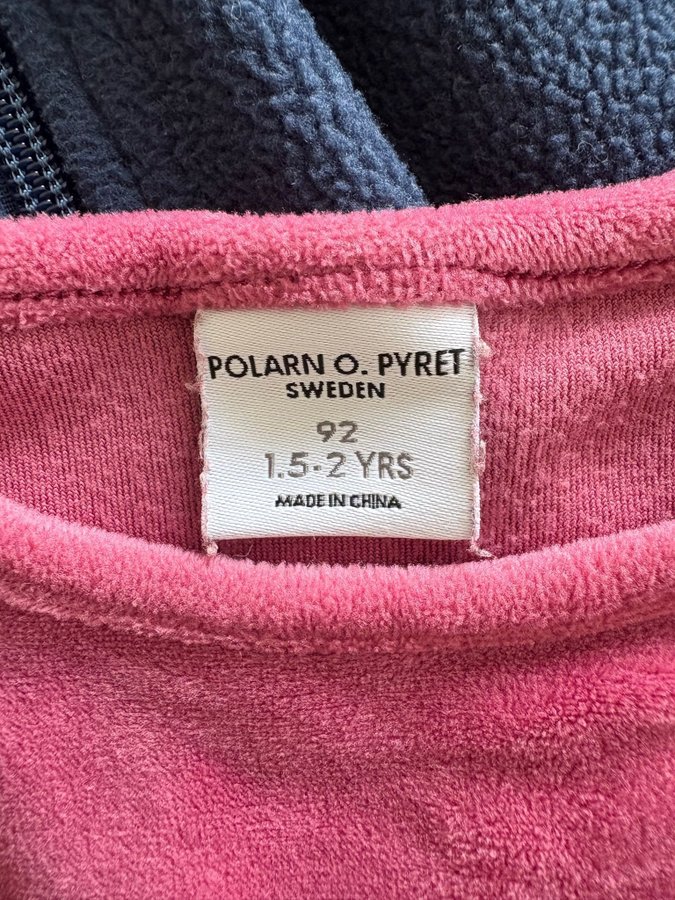 POLARN O. PYRET
SWEDEN
92
1.5-2 YRS
MADE IN CHINA